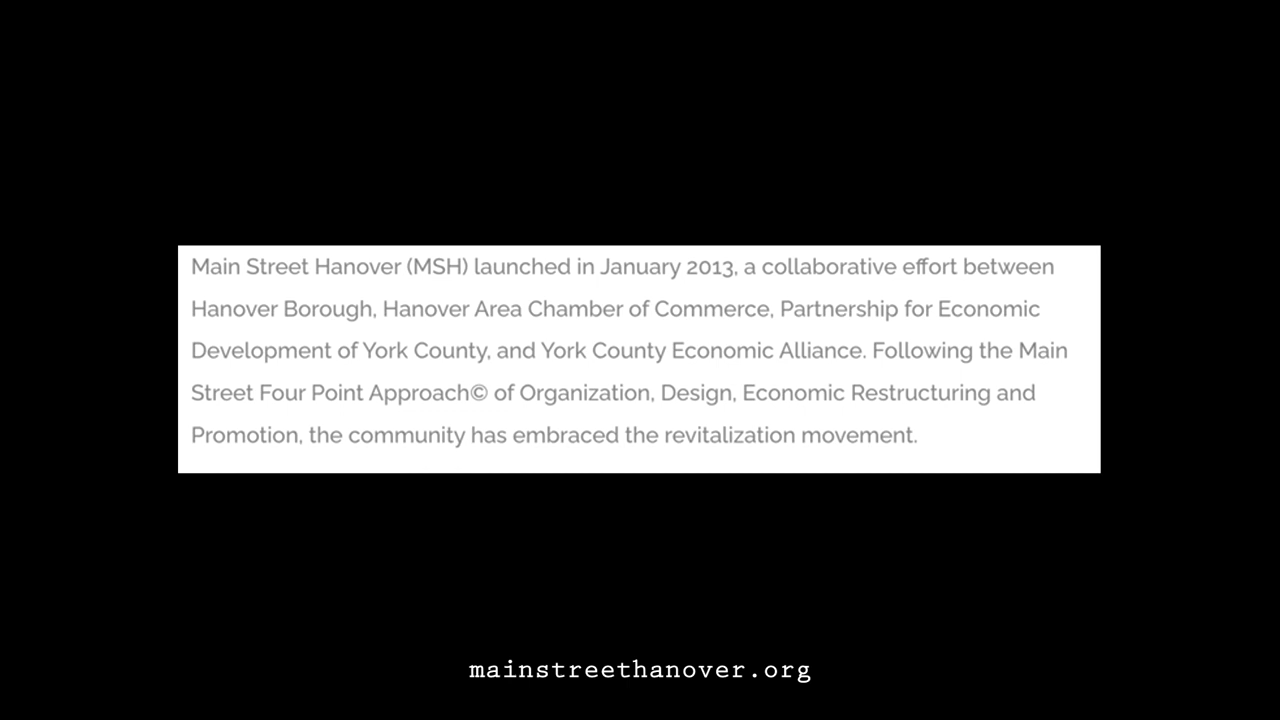 Main Street Hanover (MSH) launched in January 2013, a collaborative effort between
Hanover Borough, Hanover Area Chamber of Commerce, Partnership for Economic
Development of York County, and York County Economic Alliance. Following the Main
Street Four Point Approach© of Organization, Design, Economic Restructuring and
Promotion, the community has embraced the revitalization movement.
mainstreethanover.org